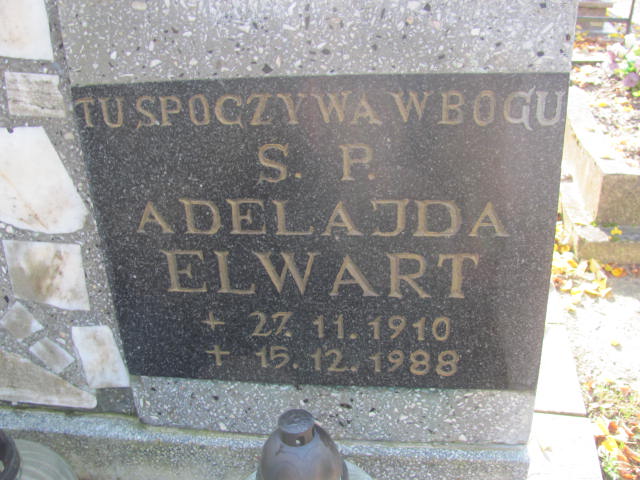 TU SPOCZYWA W BOGU
S. P.
ADELAJDA
ELWART
+ 27. 11. 1910
+ 15. 12. 1988